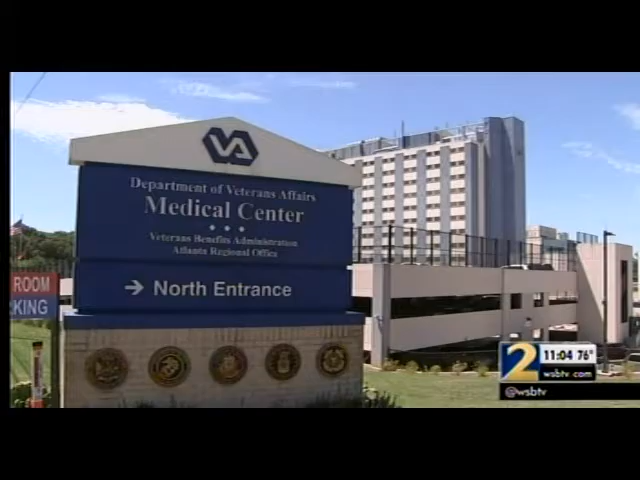 VA
Department of Veterans Affairs
Medical Center
Veterans Benefits Administration
Atlanta Regional Office
→ North Entrance
ROOM
KING
2
11:04 76°
wsbtv.com
@wsbtv